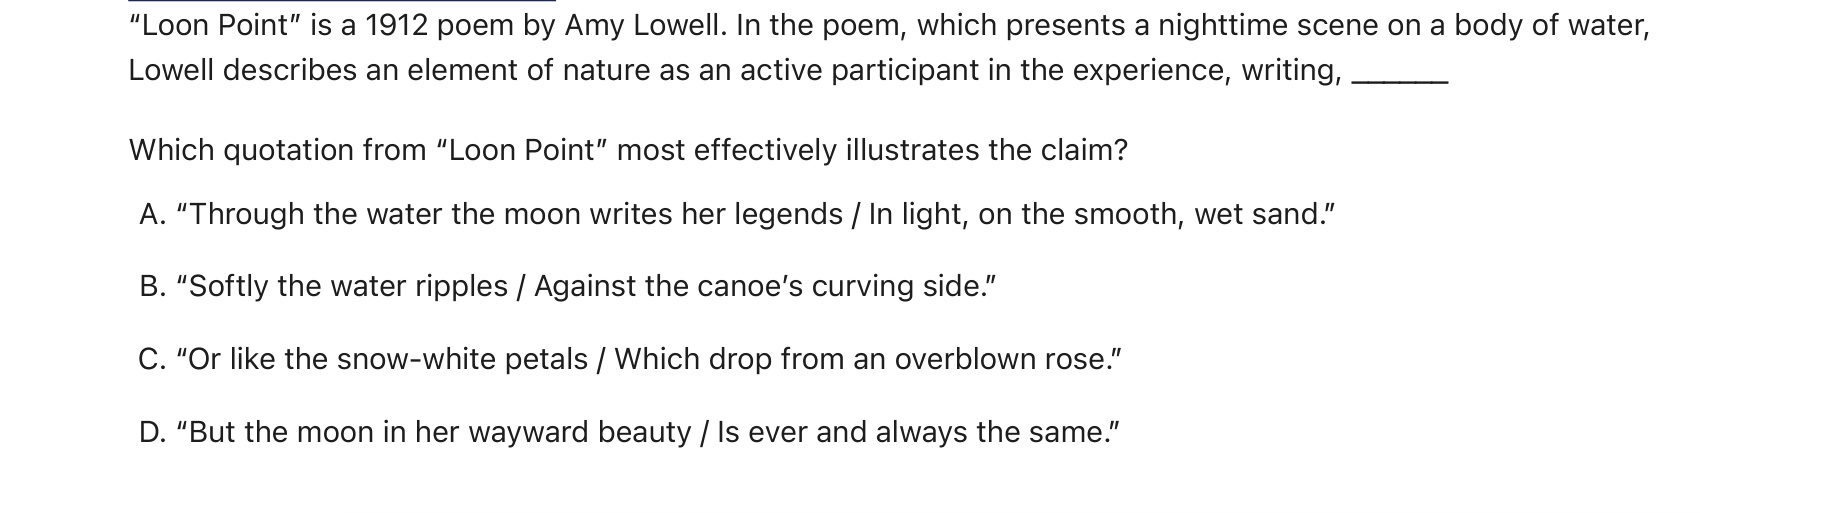 “Loon Point” is a 1912 poem by Amy Lowell. In the poem, which presents a nighttime scene on a body of water,
Lowell describes an element of nature as an active participant in the experience, writing, ______
Which quotation from “Loon Point” most effectively illustrates the claim?
A. “Through the water the moon writes her legends / In light, on the smooth, wet sand.”
B. “Softly the water ripples / Against the canoe’s curving side.”
C. “Or like the snow-white petals / Which drop from an overblown rose.”
D. “But the moon in her wayward beauty / Is ever and always the same.”